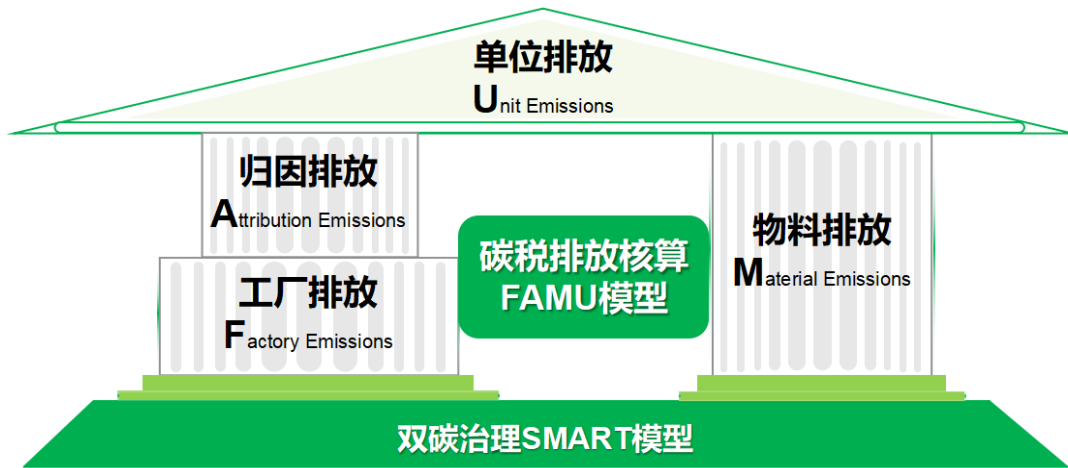 单位排放
Unit Emissions
归因排放
Attribution Emissions
工厂排放
Factory Emissions
碳税排放核算
FAMU模型
物料排放
Material Emissions
双碳治理SMART模型